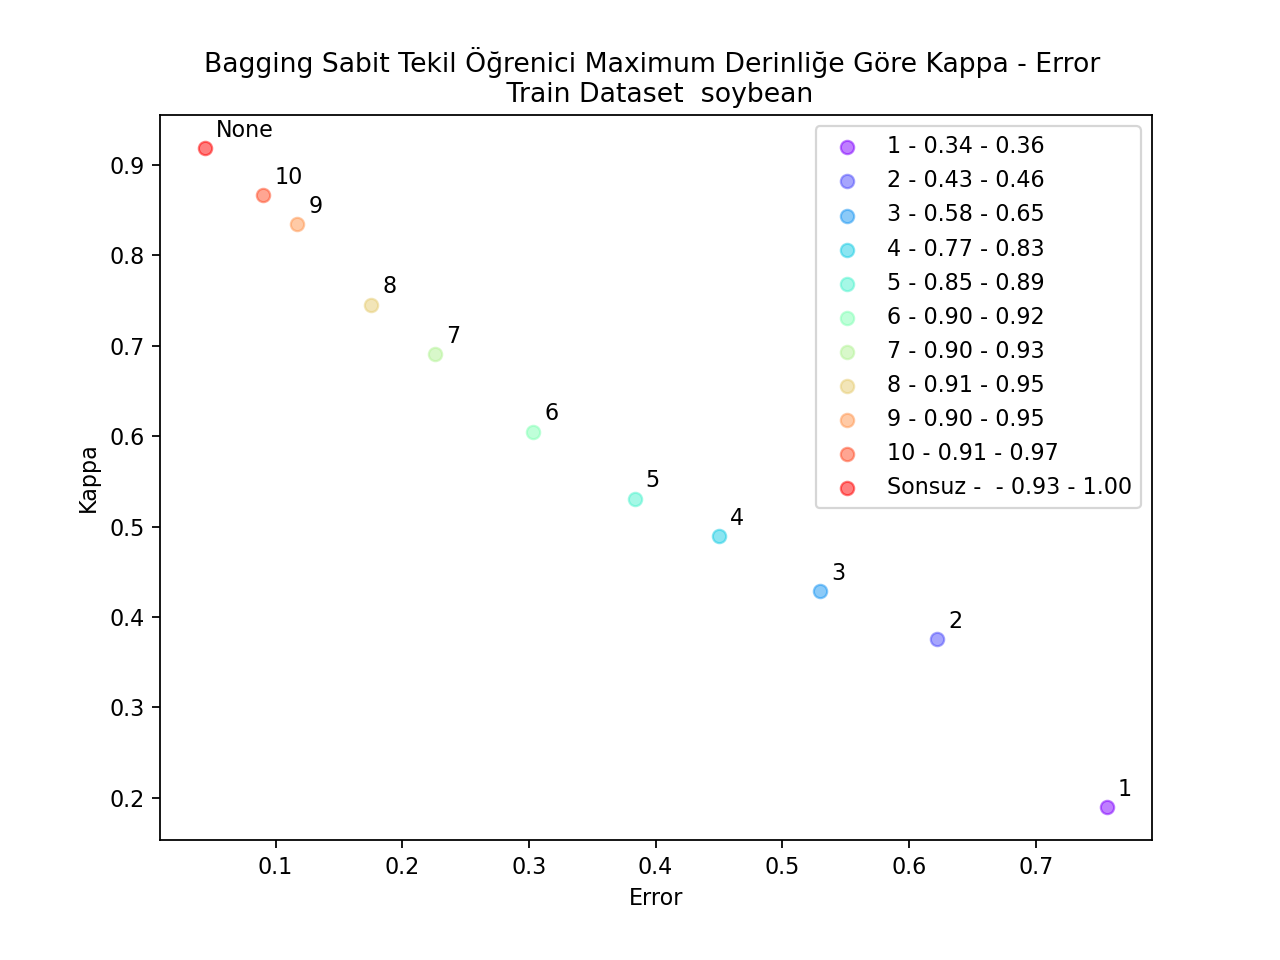 Bagging Sabit Tekil Öğrenici Maximum Derinliğe Göre Kappa - Error
Train Dataset  soybean
None
10
9
8
7
6
5
4
3
2
1
1 - 0.34 - 0.36
2 - 0.43 - 0.46
3 - 0.58 - 0.65
4 - 0.77 - 0.83
5 - 0.85 - 0.89
6 - 0.90 - 0.92
7 - 0.90 - 0.93
8 - 0.91 - 0.95
9 - 0.90 - 0.95
10 - 0.91 - 0.97
Sonsuz -  - 0.93 - 1.00
Kappa
0.9
0.8
0.7
0.6
0.5
0.4
0.3
0.2
0.1
0.2
0.3
0.4
0.5
0.6
0.7
Error